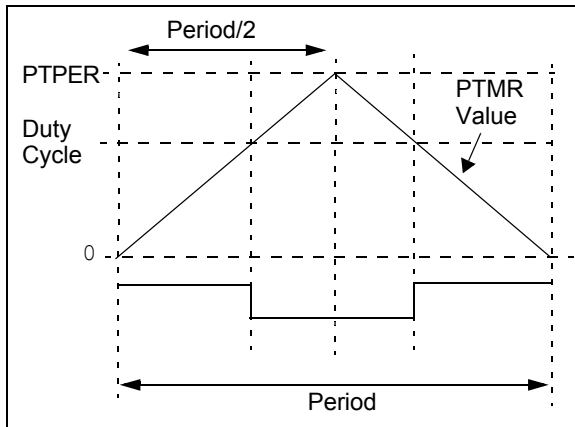 Period/2
PTPER
PTMR
Value
Duty
Cycle
0
Period